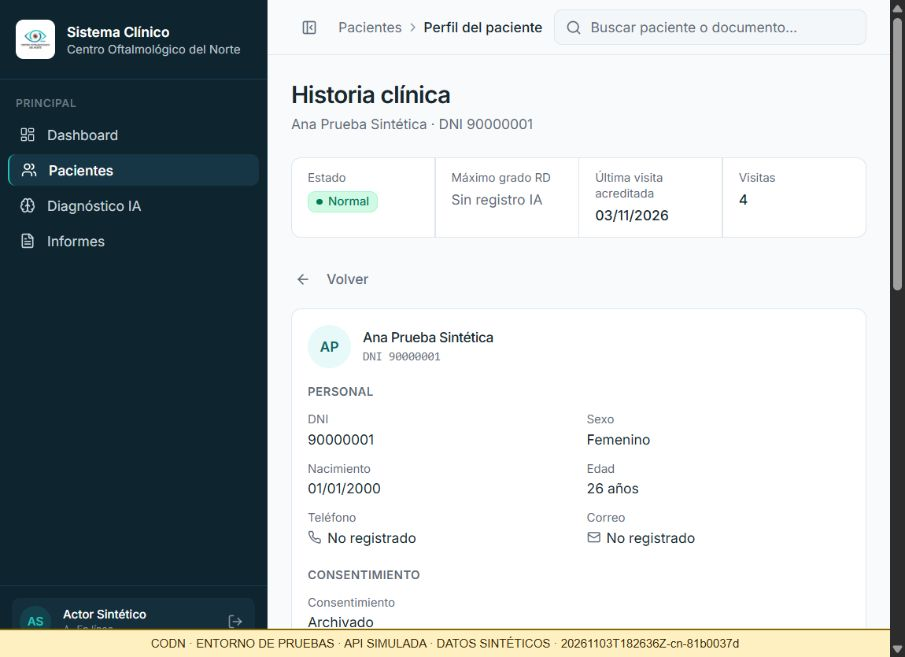 Sistema Clínico
Centro Oftalmológico del Norte
PRINCIPAL
Dashboard
Pacientes
Diagnóstico IA
Informes
AS
Actor Sintético
Pacientes > Perfil del paciente
Buscar paciente o documento...
Historia clínica
Ana Prueba Sintética · DNI 90000001
Estado
Normal
Máximo grado RD
Sin registro IA
Última visita
acreditada
03/11/2026
Visitas
4
Volver
AP
Ana Prueba Sintética
DNI 90000001
PERSONAL
DNI
90000001
Sexo
Femenino
Nacimiento
01/01/2000
Edad
26 años
Teléfono
No registrado
Correo
No registrado
CONSENTIMIENTO
Consentimiento
Archivado
CODN · ENTORNO DE PRUEBAS · API SIMULADA · DATOS SINTÉTICOS · 20261103T182636Z-cn-81b0037d